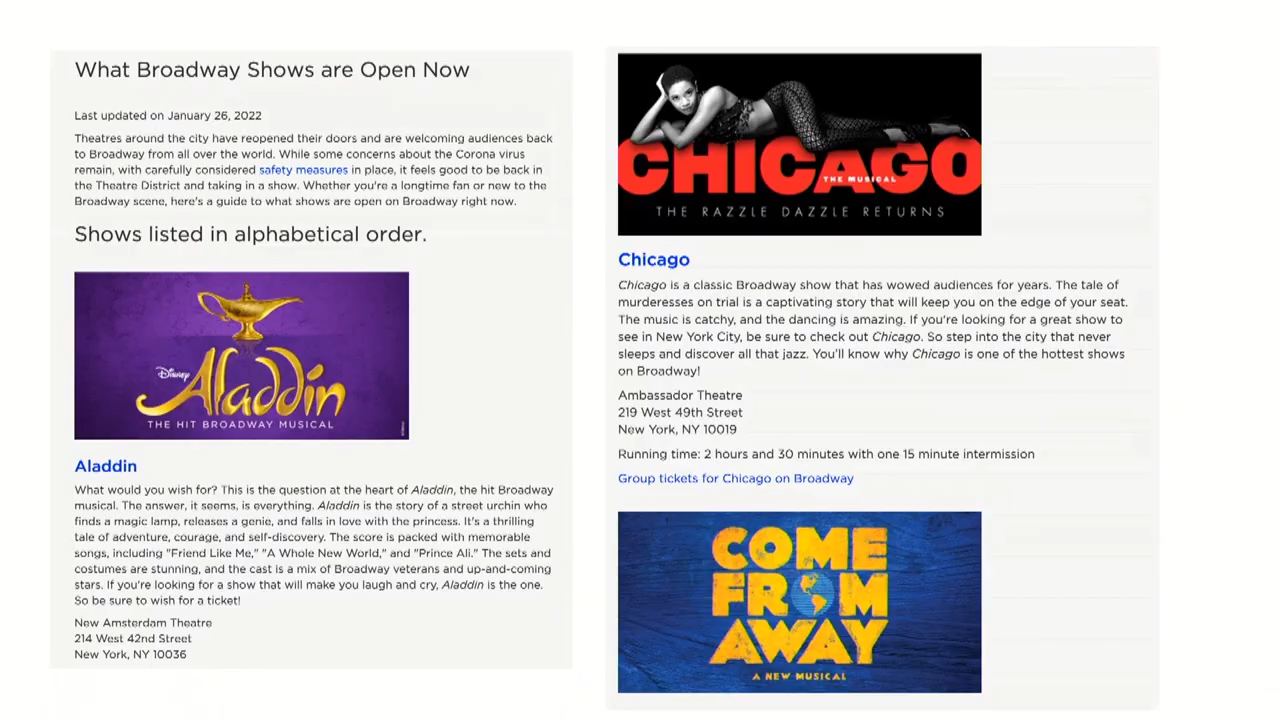 What Broadway Shows are Open Now
Last updated on January 26, 2022
Theatres around the city have reopened their doors and are welcoming audiences back
to Broadway from all over the world. While some concerns about the Corona virus
remain, with carefully considered safety measures in place, it feels good to be back in
the Theatre District and taking in a show. Whether you're a longtime fan or new to the
Broadway scene, here's a guide to what shows are open on Broadway right now.
Shows listed in alphabetical order.
Disney
Aladdin
THE HIT BROADWAY MUSICAL
Aladdin
What would you wish for? This is the question at the heart of Aladdin, the hit Broadway
musical. The answer, it seems, is everything. Aladdin is the story of a street urchin who
finds a magic lamp, releases a genie, and falls in love with the princess. It's a thrilling
tale of adventure, courage, and self-discovery. The score is packed with memorable
songs, including "Friend Like Me," "A Whole New World," and "Prince Ali." The sets and
costumes are stunning, and the cast is a mix of Broadway veterans and up-and-coming
stars. If you're looking for a show that will make you laugh and cry, Aladdin is the one.
So be sure to wish for a ticket!
New Amsterdam Theatre
214 West 42nd Street
New York, NY 10036
CHICAGO
THE MUSICAL
THE RAZZLE DAZZLE RETURNS
Chicago
Chicago is a classic Broadway show that has wowed audiences for years. The tale of
murderesses on trial is a captivating story that will keep you on the edge of your seat.
The music is catchy, and the dancing is amazing. If you're looking for a great show to
see in New York City, be sure to check out Chicago. So step into the city that never
sleeps and discover all that jazz. You'll know why Chicago is one of the hottest shows
on Broadway!
Ambassador Theatre
219 West 49th Street
New York, NY 10019
Running time: 2 hours and 30 minutes with one 15 minute intermission
Group tickets for Chicago on Broadway
COME
FROM
AWAY
A NEW MUSICAL